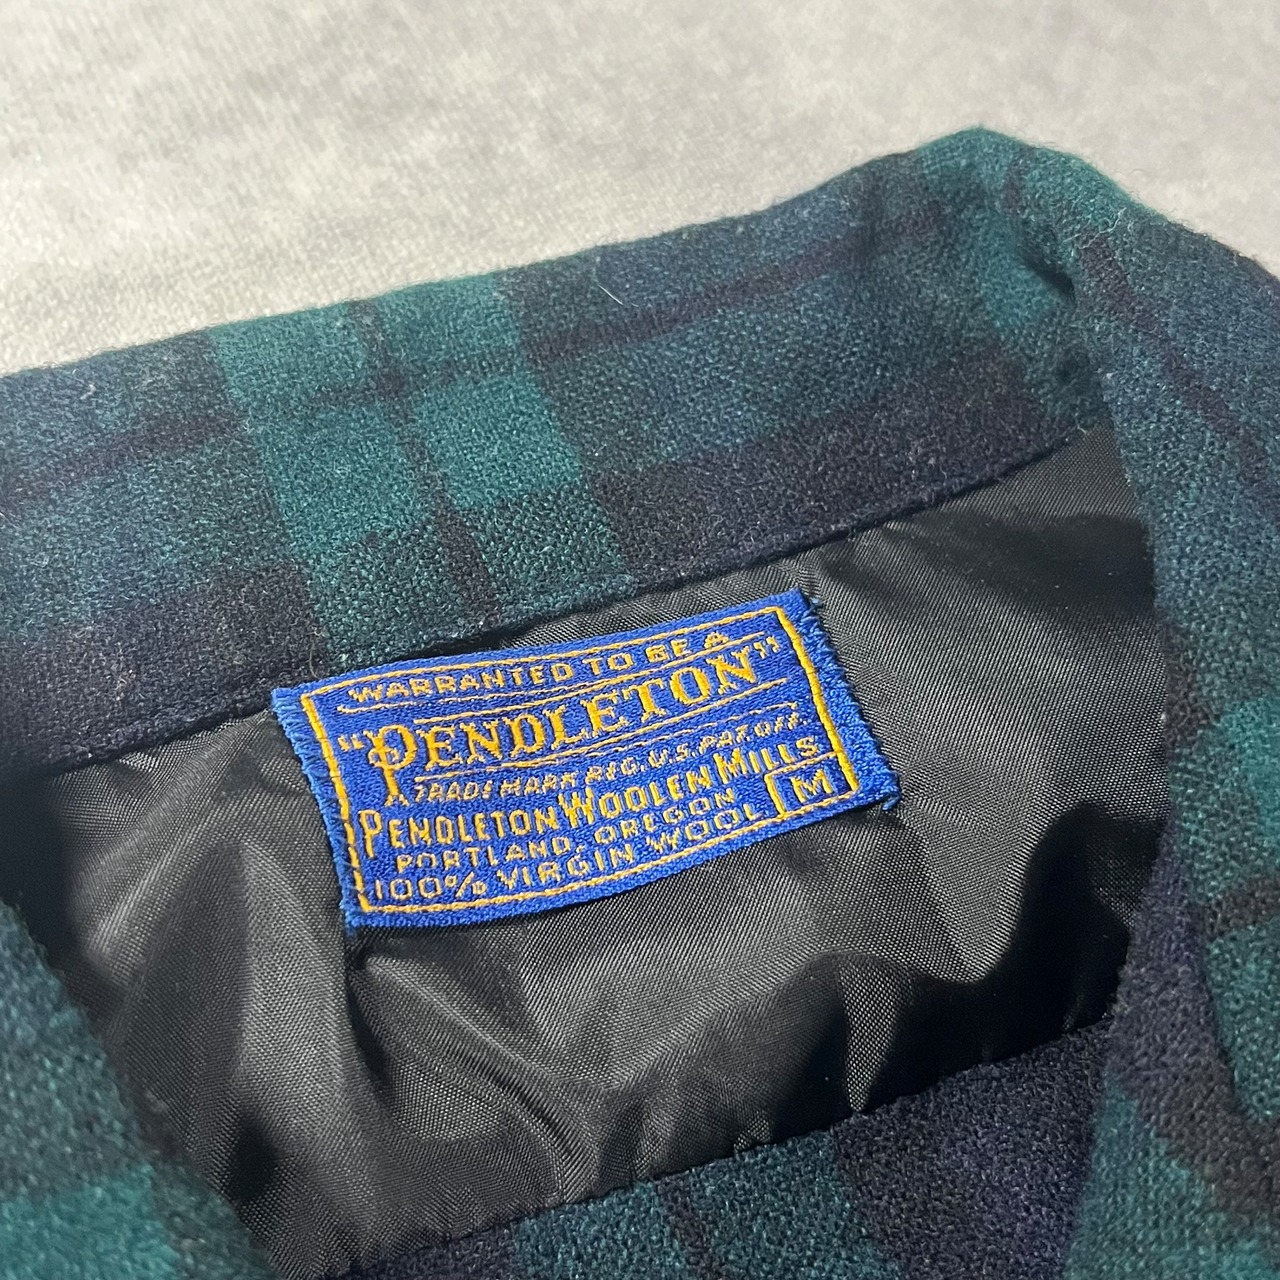 WARRANTED TO BE A
"PENDLETON"
TRADE MARK REG. U.S. PAT. OFF.
PENDLETON WOOLEN MILLS
PORTLAND, OREGON
100% VIRGIN WOOL
M